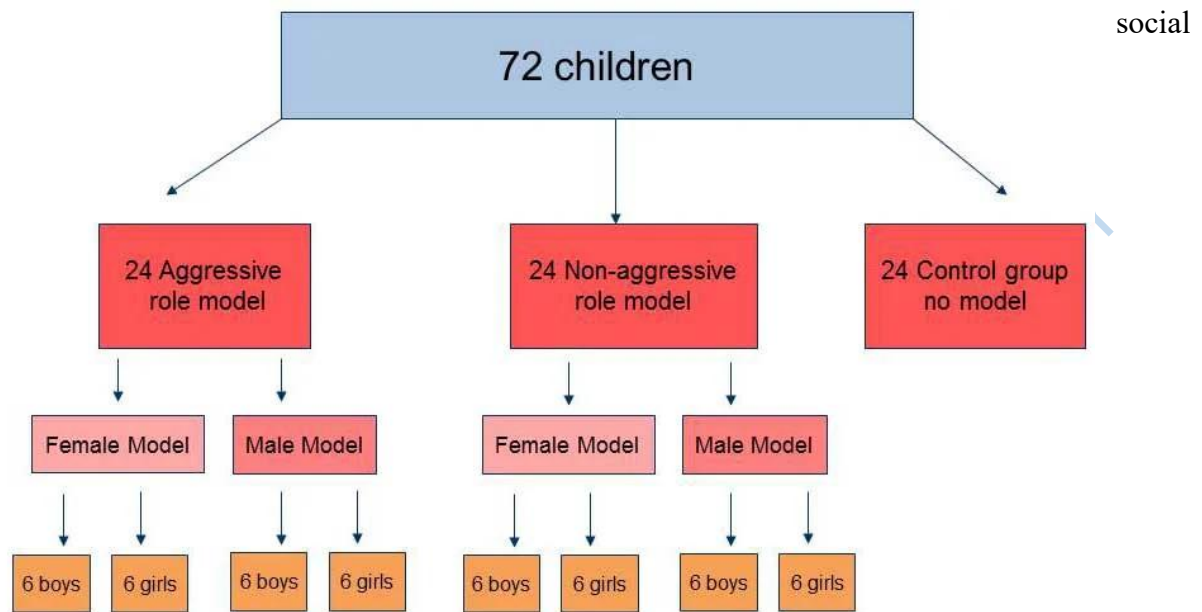 social
72 children
24 Aggressive
role model
24 Non-aggressive
role model
24 Control group
no model
Female Model
Male Model
Female Model
Male Model
6 boys
6 girls
6 boys
6 girls
6 boys
6 girls
6 boys
6 girls